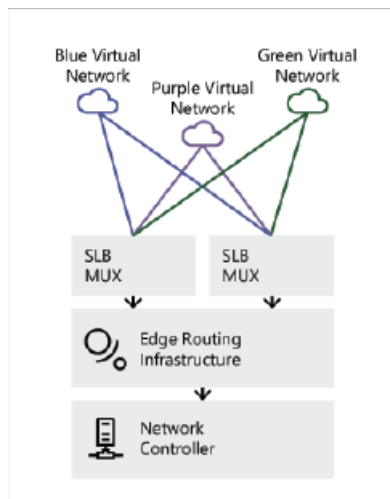 Blue Virtual
Network
Purple Virtual
Network
Green Virtual
Network
SLB
MUX
SLB
MUX
Edge Routing
Infrastructure
Network
Controller